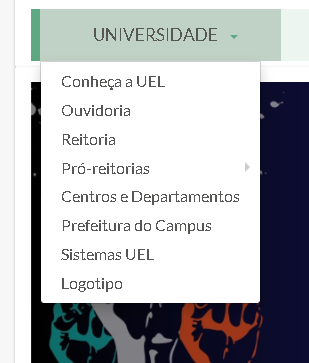 UNIVERSIDADE
Conheça a UEL
Ouvidoria
Reitoria
Pró-reitorias
Centros e Departamentos
Prefeitura do Campus
Sistemas UEL
Logotipo